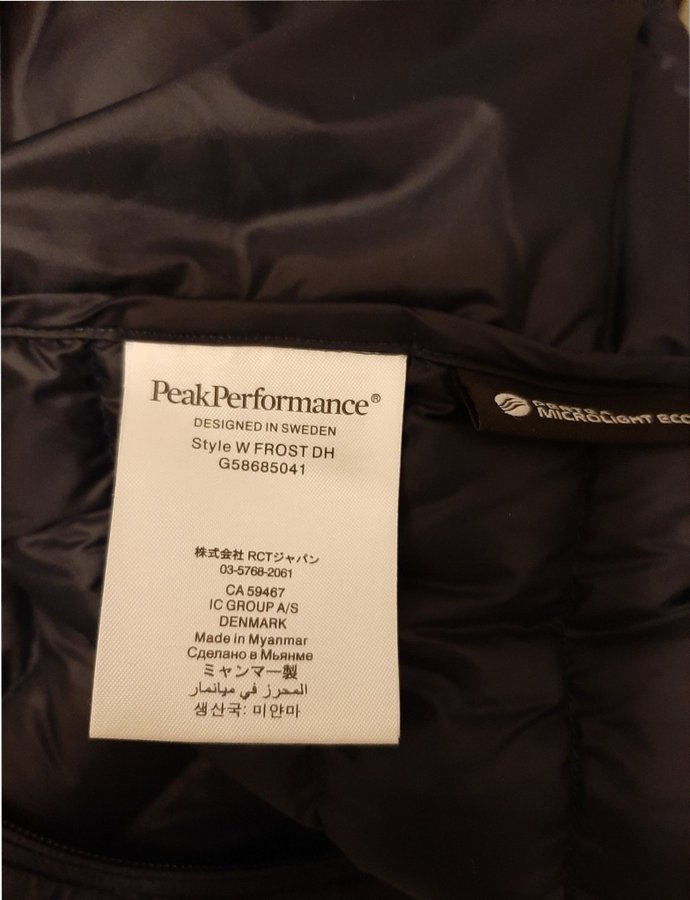 PeakPerformance®
DESIGNED IN SWEDEN
Style W FROST DH
G58685041
株式会社 RCTジャパン
03-5768-2061
CA 59467
IC GROUP A/S
DENMARK
Made in Myanmar
Сделано в Мьянме
ミャンマー製
المحرز في ميانمار
생산국: 미얀마
MICROLIGHT ECO